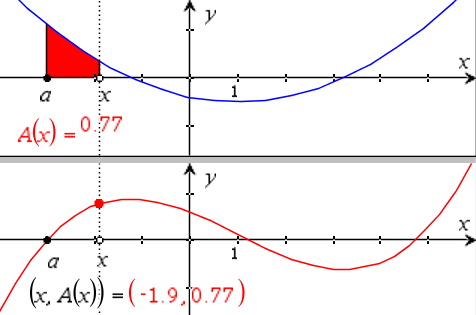 y
x
a x 1
A(x) = 0.77
y
x
a x 1
(x, A(x)) = (-1.9, 0.77)